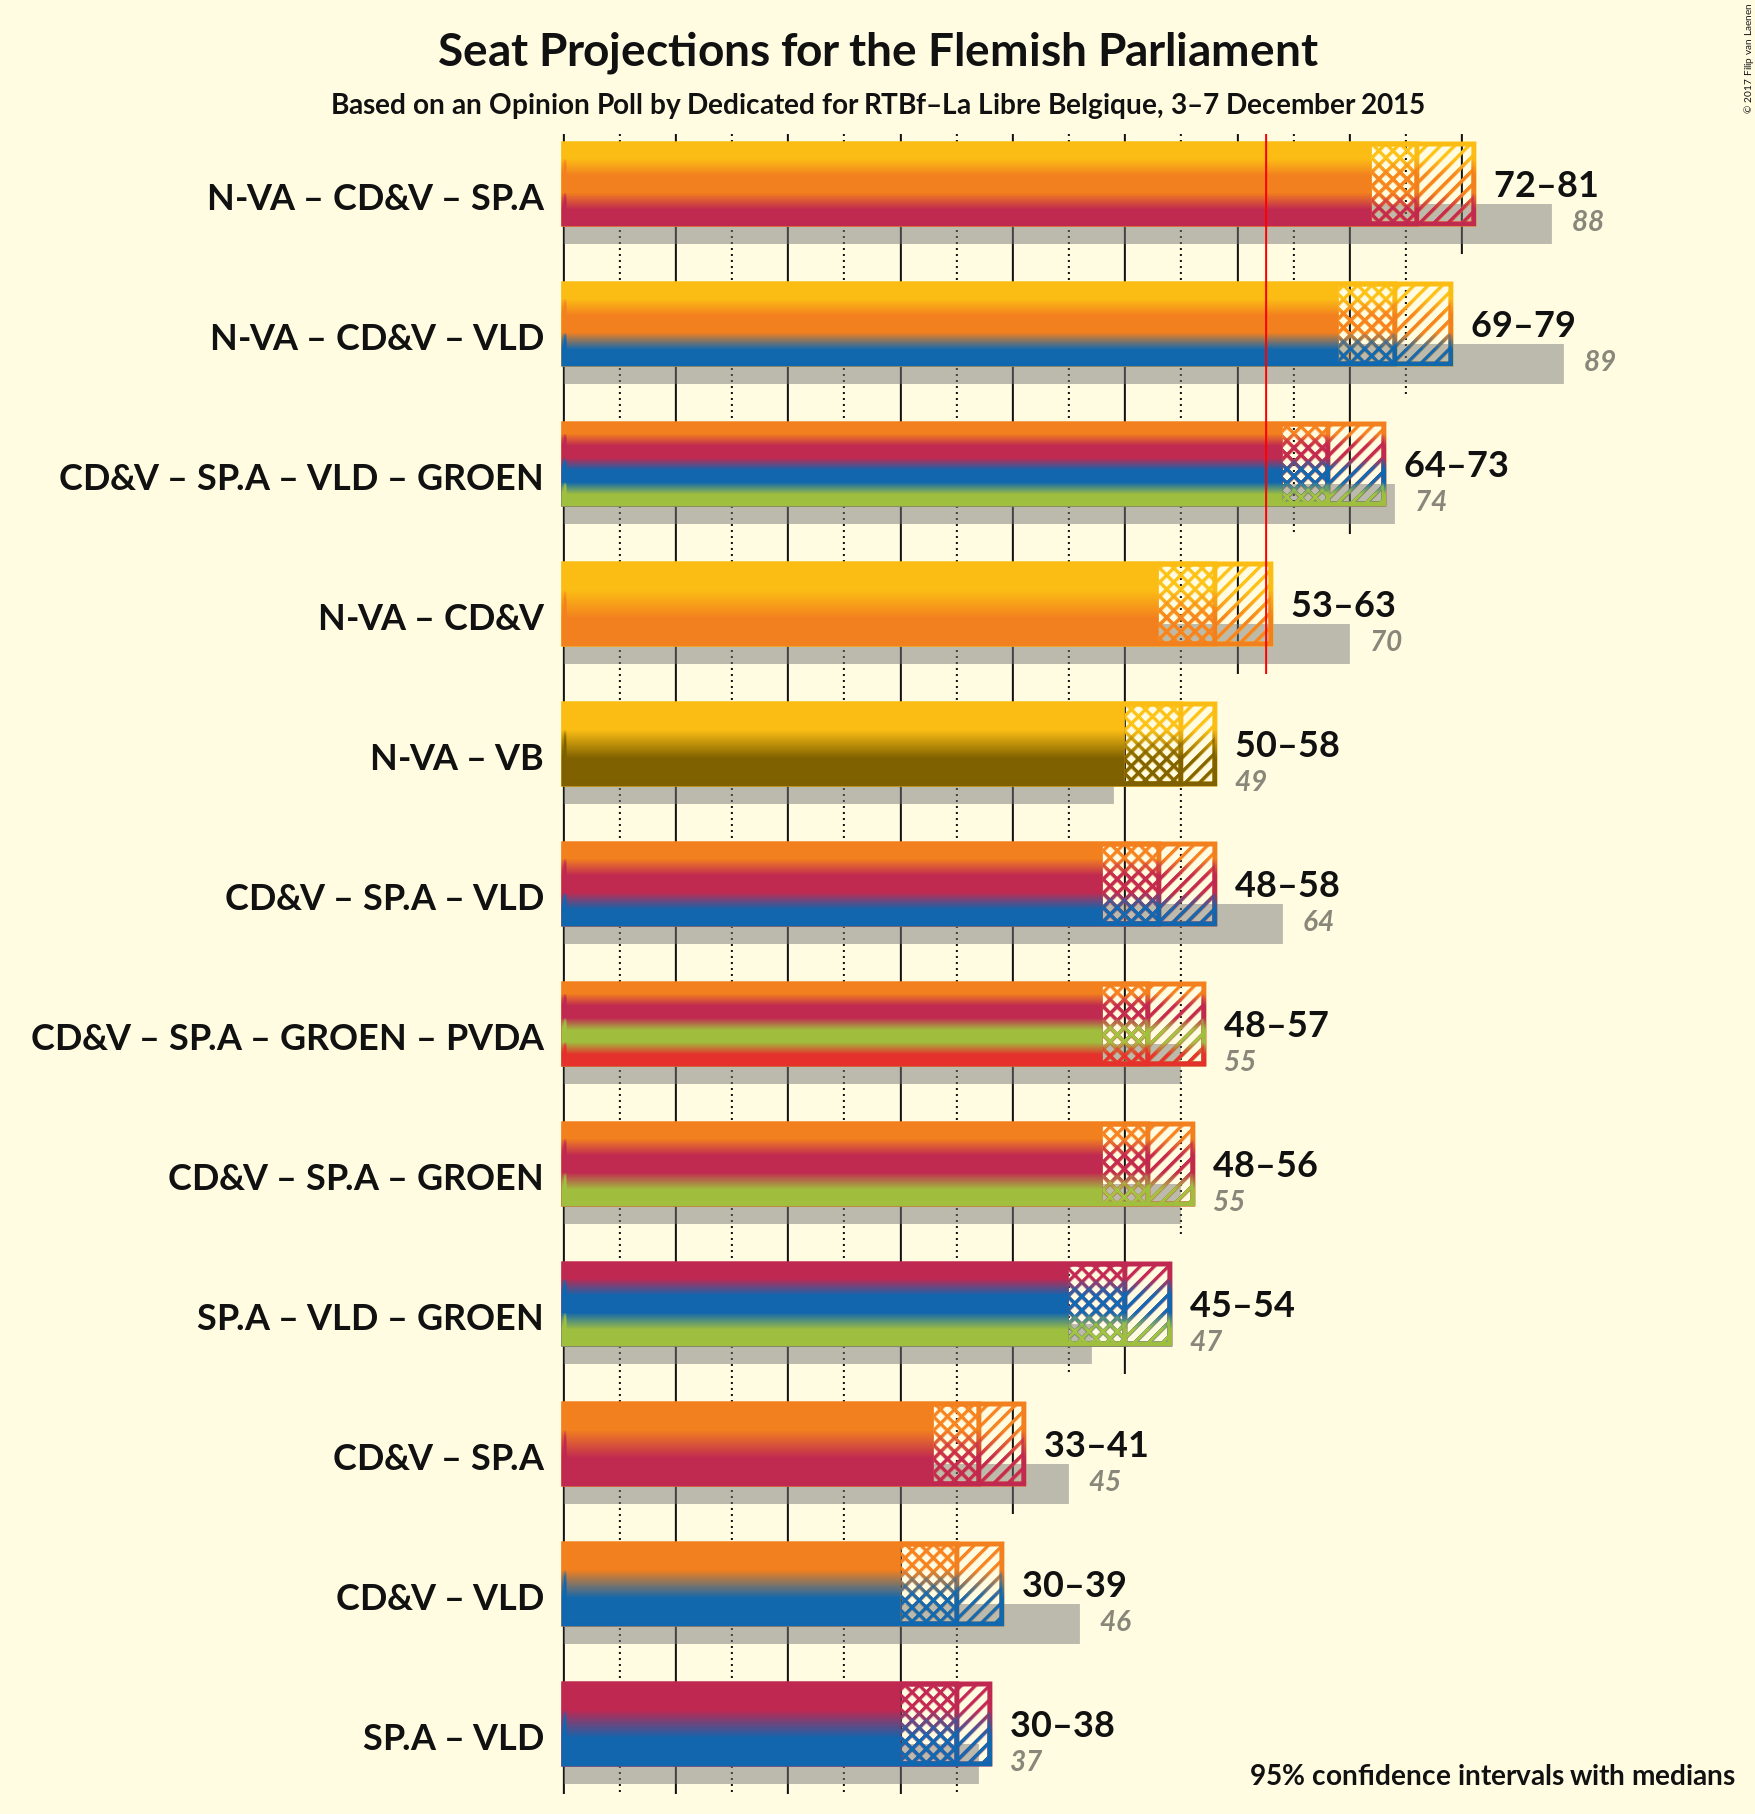 Seat Projections for the Flemish Parliament
Based on an Opinion Poll by Dedicated for RTBf–La Libre Belgique, 3–7 December 2015
© 2017 Filip van Laenen
N-VA – CD&V – SP.A
72–81
88
N-VA – CD&V – VLD
69–79
89
CD&V – SP.A – VLD – GROEN
64–73
74
N-VA – CD&V
53–63
70
N-VA – VB
50–58
49
CD&V – SP.A – VLD
48–58
64
CD&V – SP.A – GROEN – PVDA
48–57
55
CD&V – SP.A – GROEN
48–56
55
SP.A – VLD – GROEN
45–54
47
CD&V – SP.A
33–41
45
CD&V – VLD
30–39
46
SP.A – VLD
30–38
37
95% confidence intervals with medians